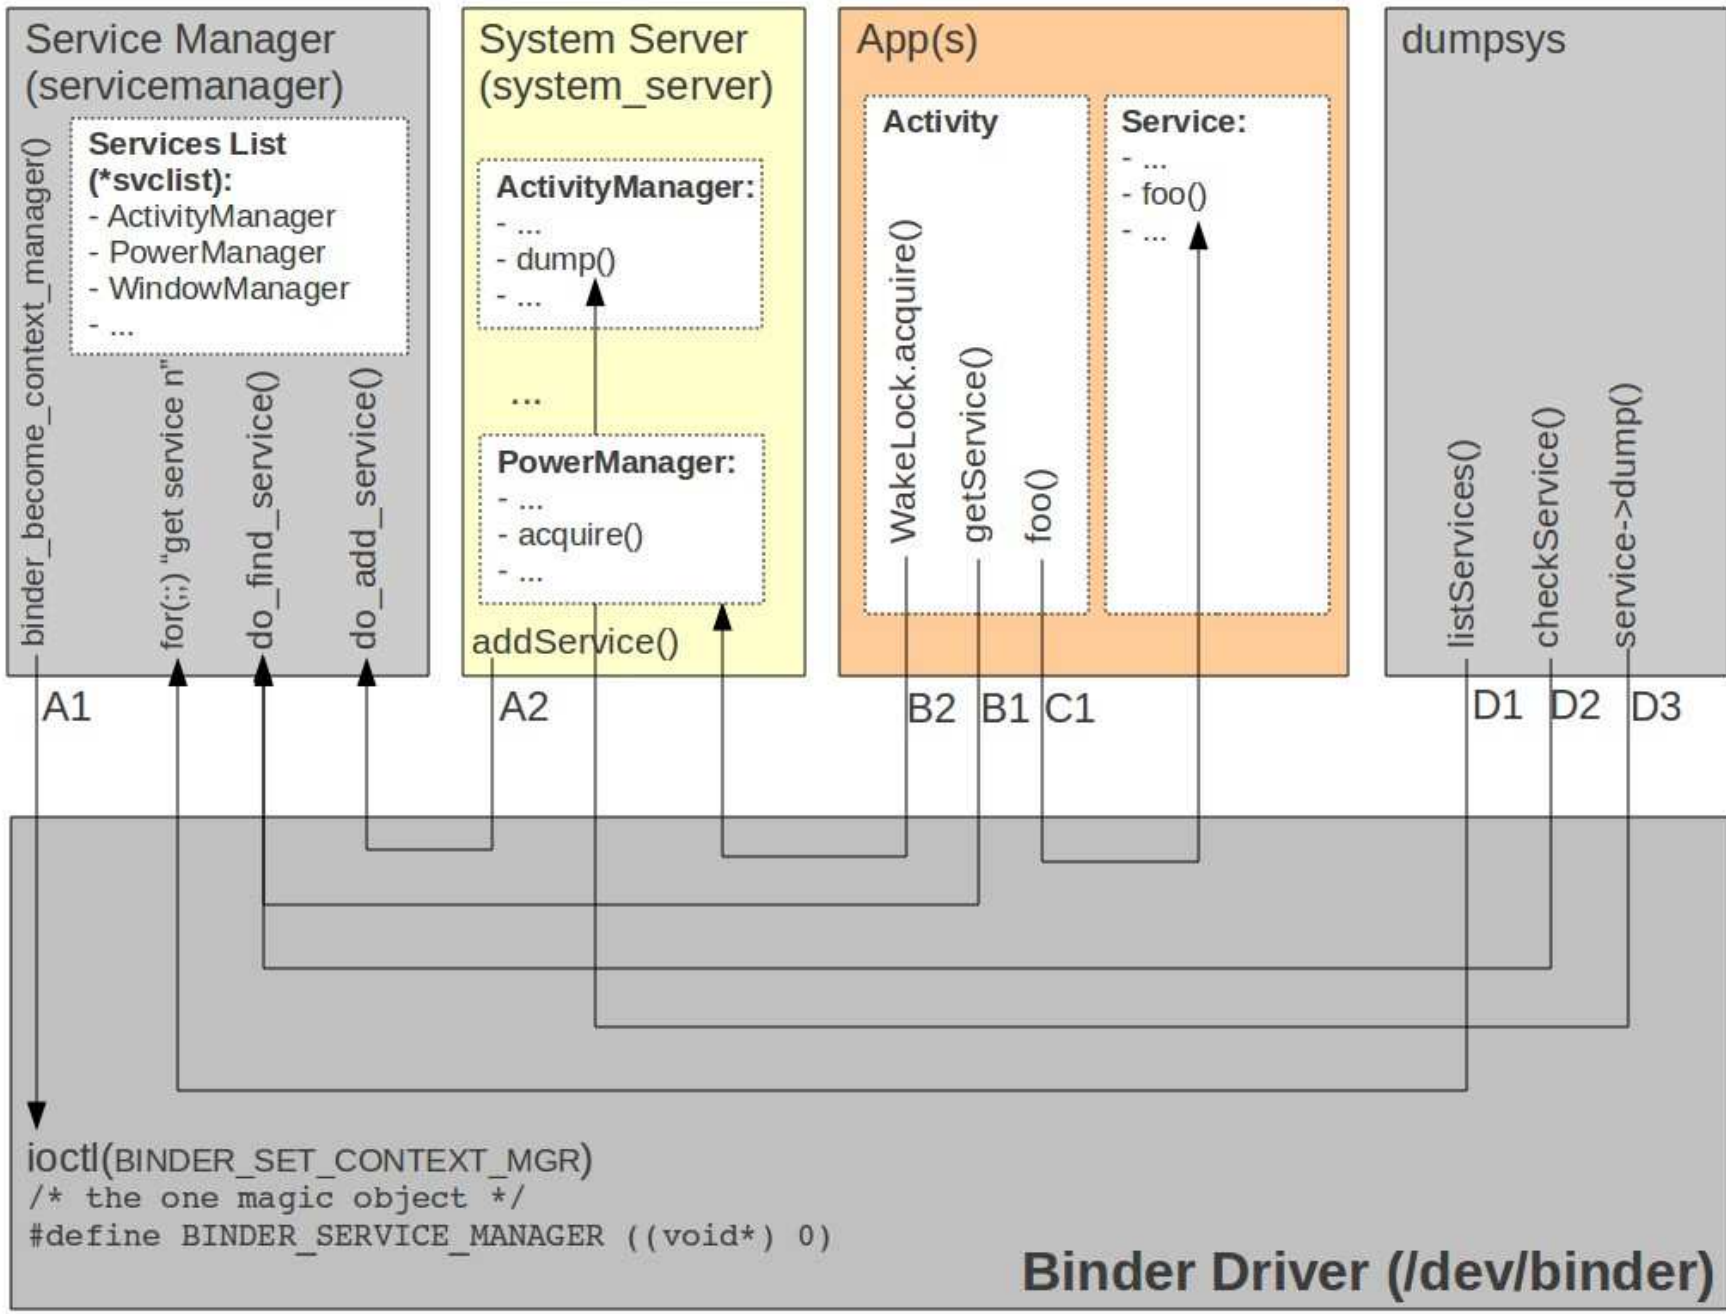 Service Manager
(servicemanager)
binder_become_context_manager()
Services List
(*svclist):
- ActivityManager
- PowerManager
- WindowManager
- ...
for(;;) “get service n”
do_find_service()
do_add_service()
System Server
(system_server)
ActivityManager:
- ...
- dump()
- ...
...
PowerManager:
- ...
- acquire()
- ...
addService()
App(s)
Activity
WakeLock.acquire()
getService()
foo()
Service:
- ...
- foo()
- ...
dumpsys
listServices()
checkService()
service->dump()
A1
A2
B2
B1
C1
D1
D2
D3
ioctl(BINDER_SET_CONTEXT_MGR)
/* the one magic object */
#define BINDER_SERVICE_MANAGER ((void*) 0)
Binder Driver (/dev/binder)